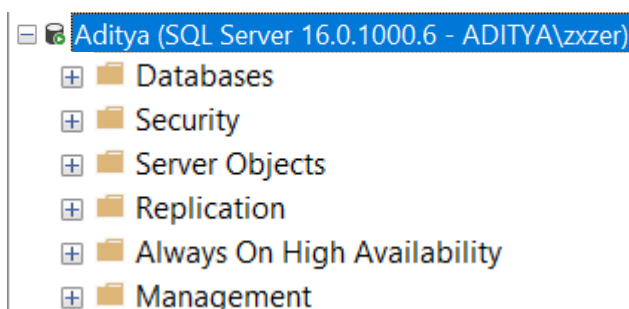 Aditya (SQL Server 16.0.1000.6 - ADITYA\zxzer)
Databases
Security
Server Objects
Replication
Always On High Availability
Management